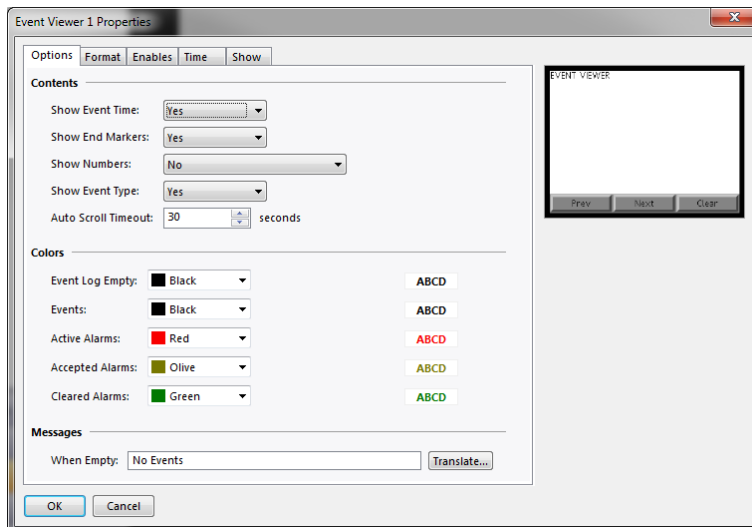 Event Viewer 1 Properties
Options Format Enables Time Show
Contents
Show Event Time: Yes
Show End Markers: Yes
Show Numbers: No
Show Event Type: Yes
Auto Scroll Timeout: 30 seconds
Colors
Event Log Empty: Black ABCD
Events: Black ABCD
Active Alarms: Red ABCD
Accepted Alarms: Olive ABCD
Cleared Alarms: Green ABCD
Messages
When Empty: No Events Translate...
OK Cancel
EVENT VIEWER
Prev Next Clear